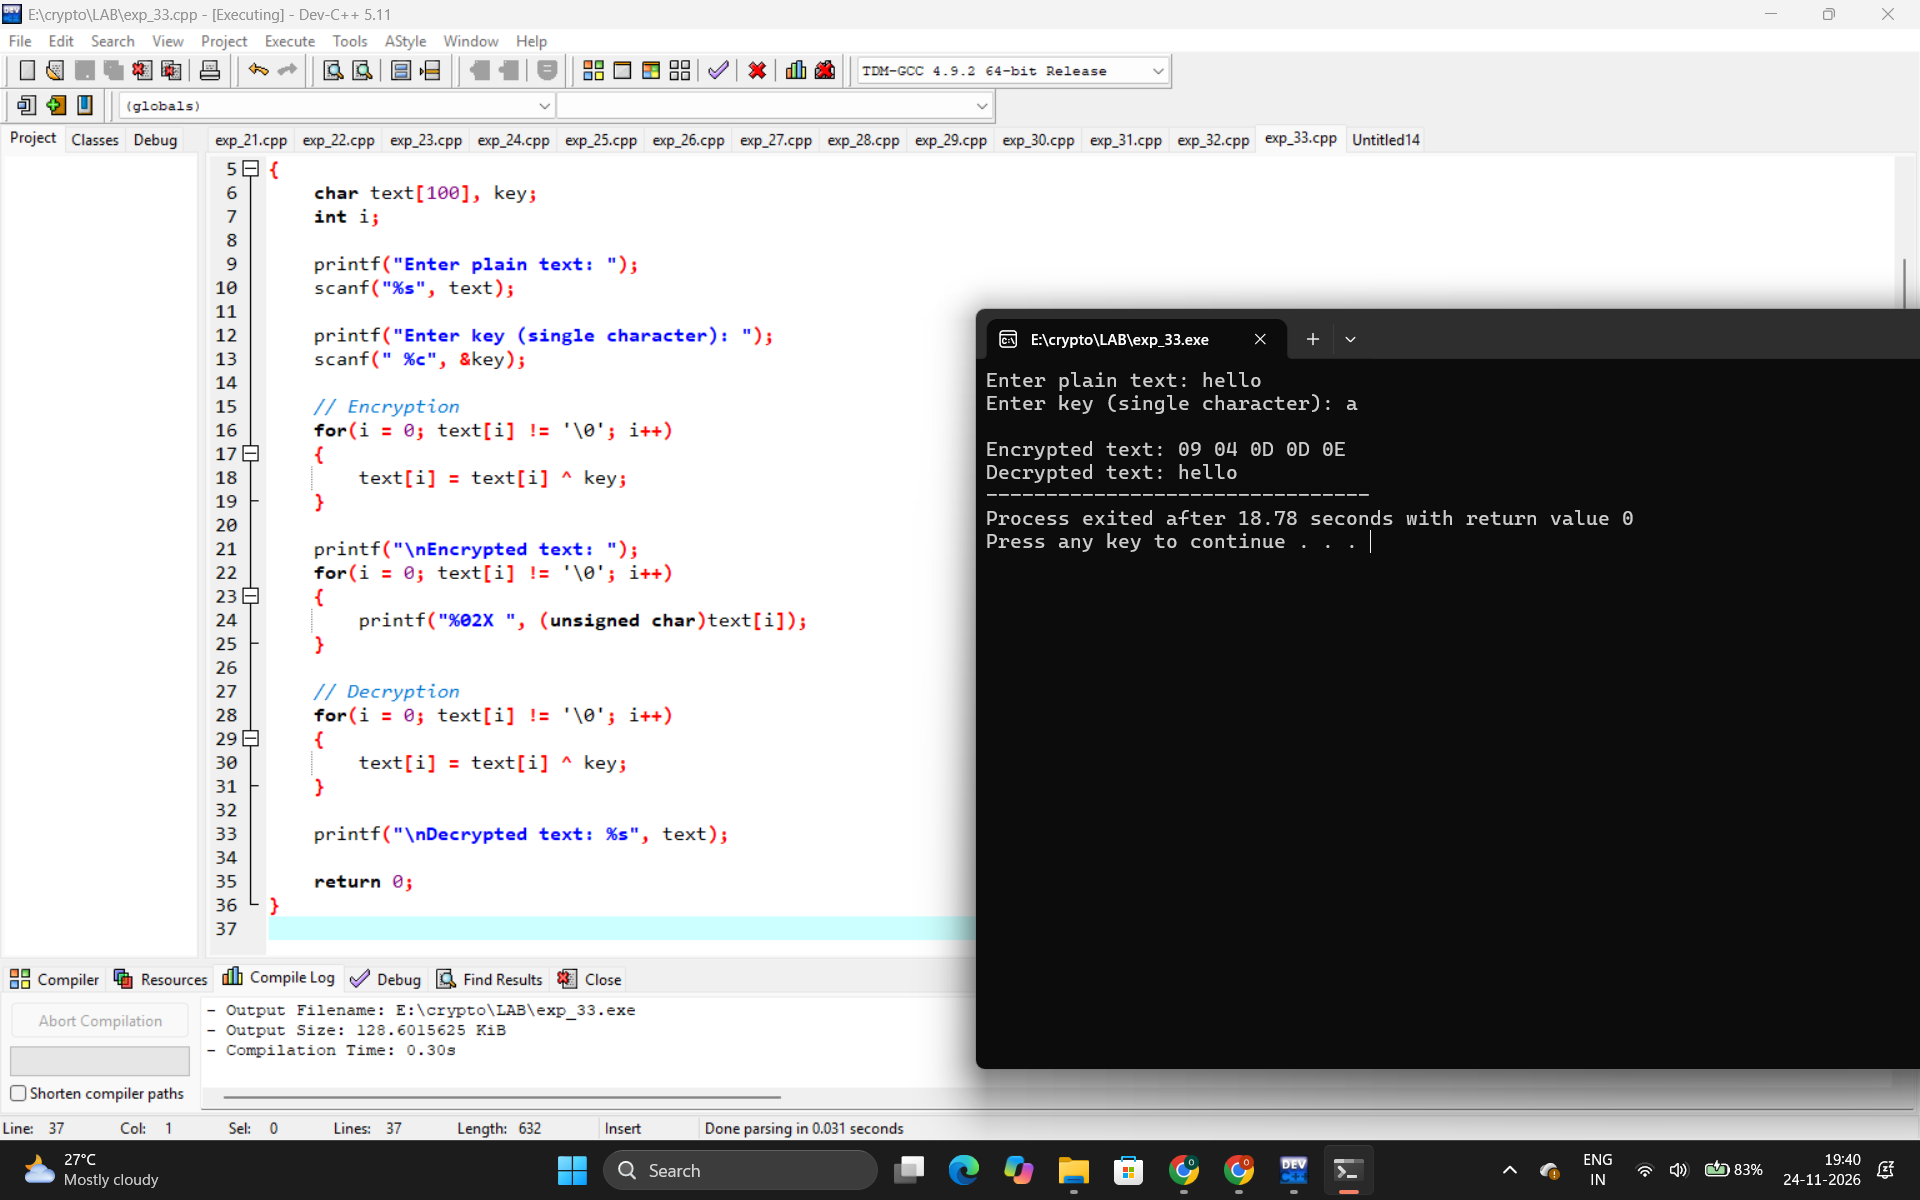 E:\crypto\LAB\exp_33.cpp - [Executing] - Dev-C++ 5.11
File Edit Search View Project Execute Tools AStyle Window Help
TDM-GCC 4.9.2 64-bit Release
(globals)
Project Classes Debug exp_21.cpp exp_22.cpp exp_23.cpp exp_24.cpp exp_25.cpp exp_26.cpp exp_27.cpp exp_28.cpp exp_29.cpp exp_30.cpp exp_31.cpp exp_32.cpp exp_33.cpp Untitled14
5 {
6 char text[100], key;
7 int i;
8
9 printf("Enter plain text: ");
10 scanf("%s", text);
11
12 printf("Enter key (single character): ");
13 scanf(" %c", &key);
14
15 // Encryption
16 for(i = 0; text[i] != '\0'; i++)
17 {
18 text[i] = text[i] ^ key;
19 }
20
21 printf("\nEncrypted text: ");
22 for(i = 0; text[i] != '\0'; i++)
23 {
24 printf("%02X ", (unsigned char)text[i]);
25 }
26
27 // Decryption
28 for(i = 0; text[i] != '\0'; i++)
29 {
30 text[i] = text[i] ^ key;
31 }
32
33 printf("\nDecrypted text: %s", text);
34
35 return 0;
36 }
37
E:\crypto\LAB\exp_33.exe
Enter plain text: hello
Enter key (single character): a
Encrypted text: 09 04 0D 0D 0E
Decrypted text: hello
--------------------------------
Process exited after 18.78 seconds with return value 0
Press any key to continue . . .
Compiler Resources Compile Log Debug Find Results Close
Abort Compilation
Shorten compiler paths
- Output Filename: E:\crypto\LAB\exp_33.exe
- Output Size: 128.6015625 KiB
- Compilation Time: 0.30s
Line: 37 Col: 1 Sel: 0 Lines: 37 Length: 632 Insert Done parsing in 0.031 seconds
27°C
Mostly cloudy
Search
DEV
ENG
IN
83%
19:40
24-11-2026